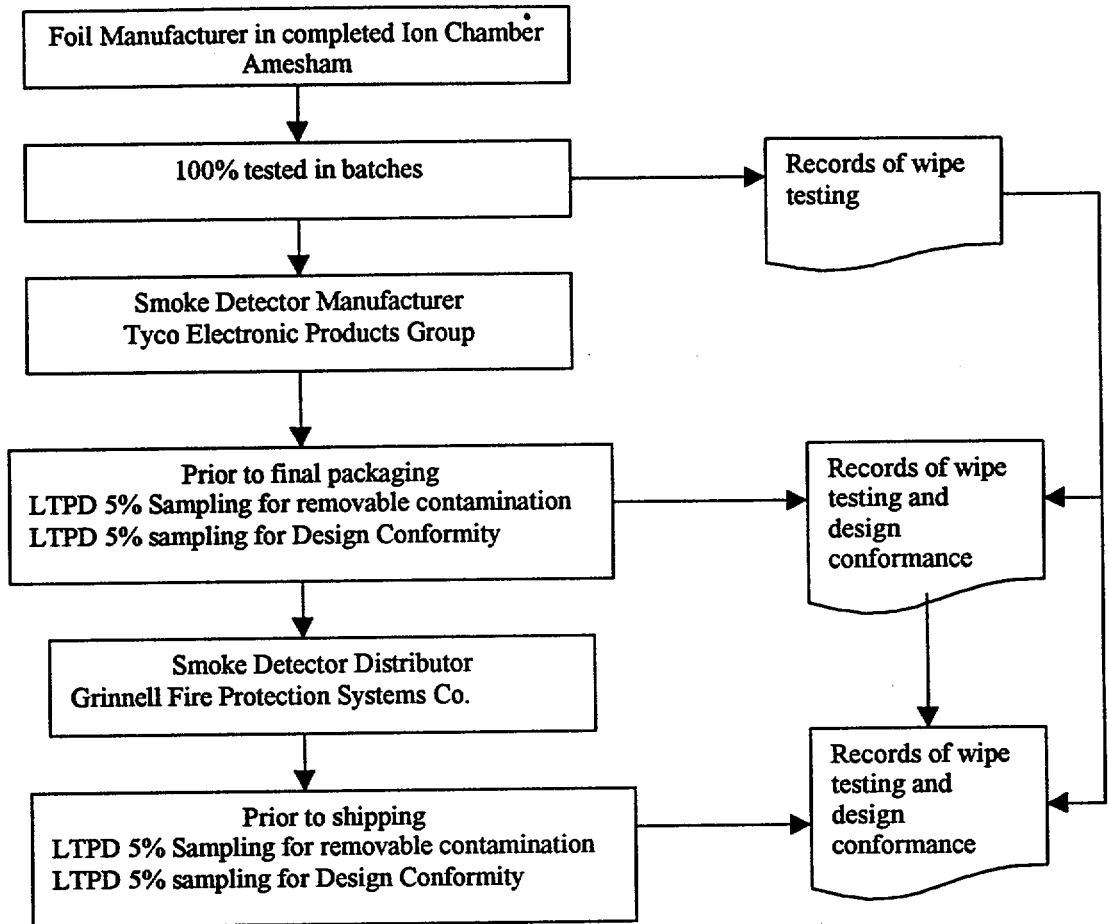 Foil Manufacturer in completed Ion Chamber
Amesham
100% tested in batches
Records of wipe
testing
Smoke Detector Manufacturer
Tyco Electronic Products Group
Prior to final packaging
LTPD 5% Sampling for removable contamination
LTPD 5% sampling for Design Conformity
Records of wipe
testing and
design
conformance
Smoke Detector Distributor
Grinnell Fire Protection Systems Co.
Prior to shipping
LTPD 5% Sampling for removable contamination
LTPD 5% sampling for Design Conformity
Records of wipe
testing and
design
conformance